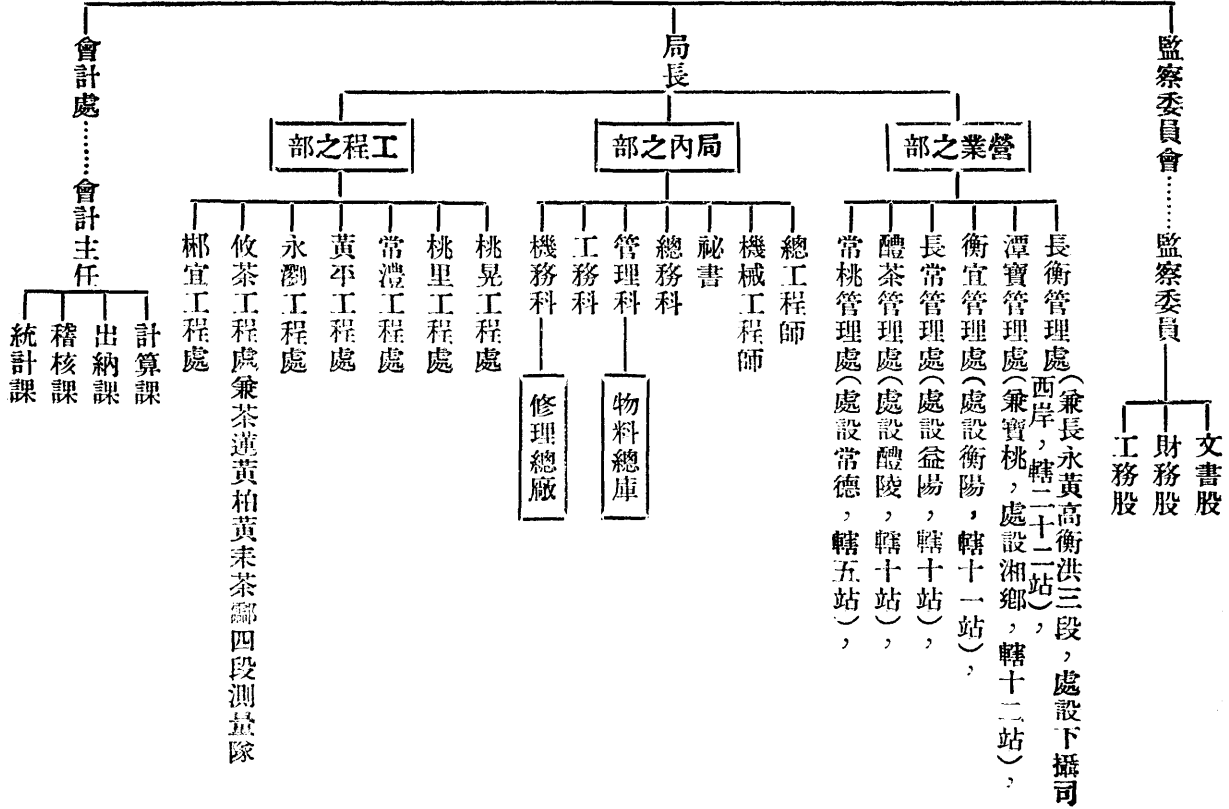 監察委員會………監察委員
文書股
財務股
工務股
局長
營業之部
長衡管理處(兼長永黃高衡洪三段,處設下攝司
西岸,轄二十二站),
潭寶管理處(兼寶桃,處設湘鄉,轄十二站),
衡宜管理處(處設衡陽,轄十一站),
長常管理處(處設益陽,轄十站),
醴茶管理處(處設醴陵,轄十站),
常桃管理處(處設常德,轄五站),
局內之部
總工程師
機械工程師
祕書
總務科
管理科
物料總庫
工務科
機務科
修理總廠
工程之部
桃晃工程處
桃里工程處
常澧工程處
黃平工程處
永瀏工程處
攸茶工程處兼茶蓮黃柏黃耒茶酃四段測量隊
郴宜工程處
會計處………會計主任
計算課
出納課
稽核課
統計課